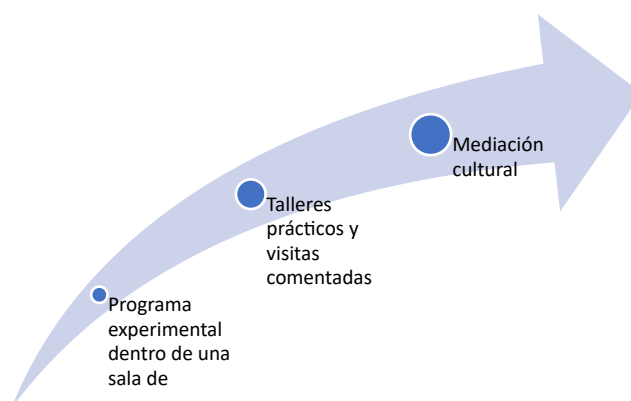 Mediación
cultural
Talleres
prácticos y
visitas
comentadas
Programa
experimental
dentro de una
sala de